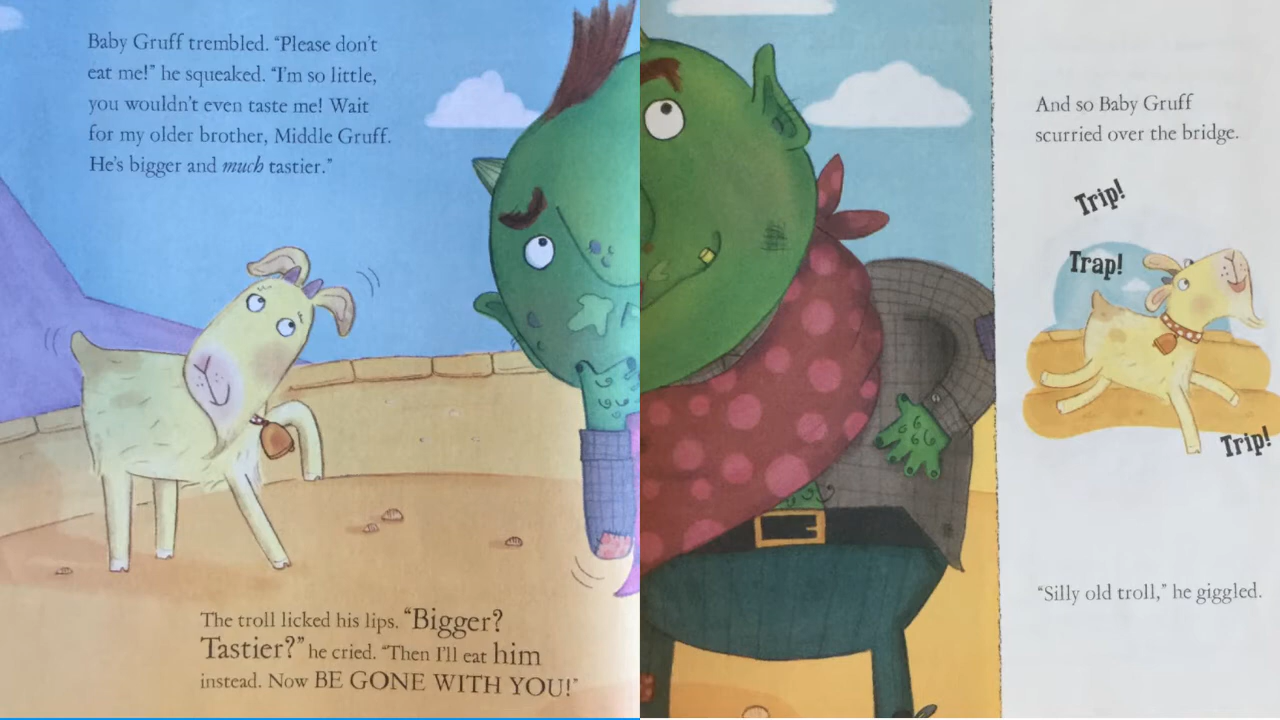 Baby Gruff trembled. “Please don’t
eat me!” he squeaked. “I’m so little,
you wouldn’t even taste me! Wait
for my older brother, Middle Gruff.
He’s bigger and much tastier.”
The troll licked his lips. “Bigger?
Tastier?” he cried. “Then I’ll eat him
instead. Now BE GONE WITH YOU!”
And so Baby Gruff
scurried over the bridge.
Trip!
Trap!
Trip!
“Silly old troll,” he giggled.